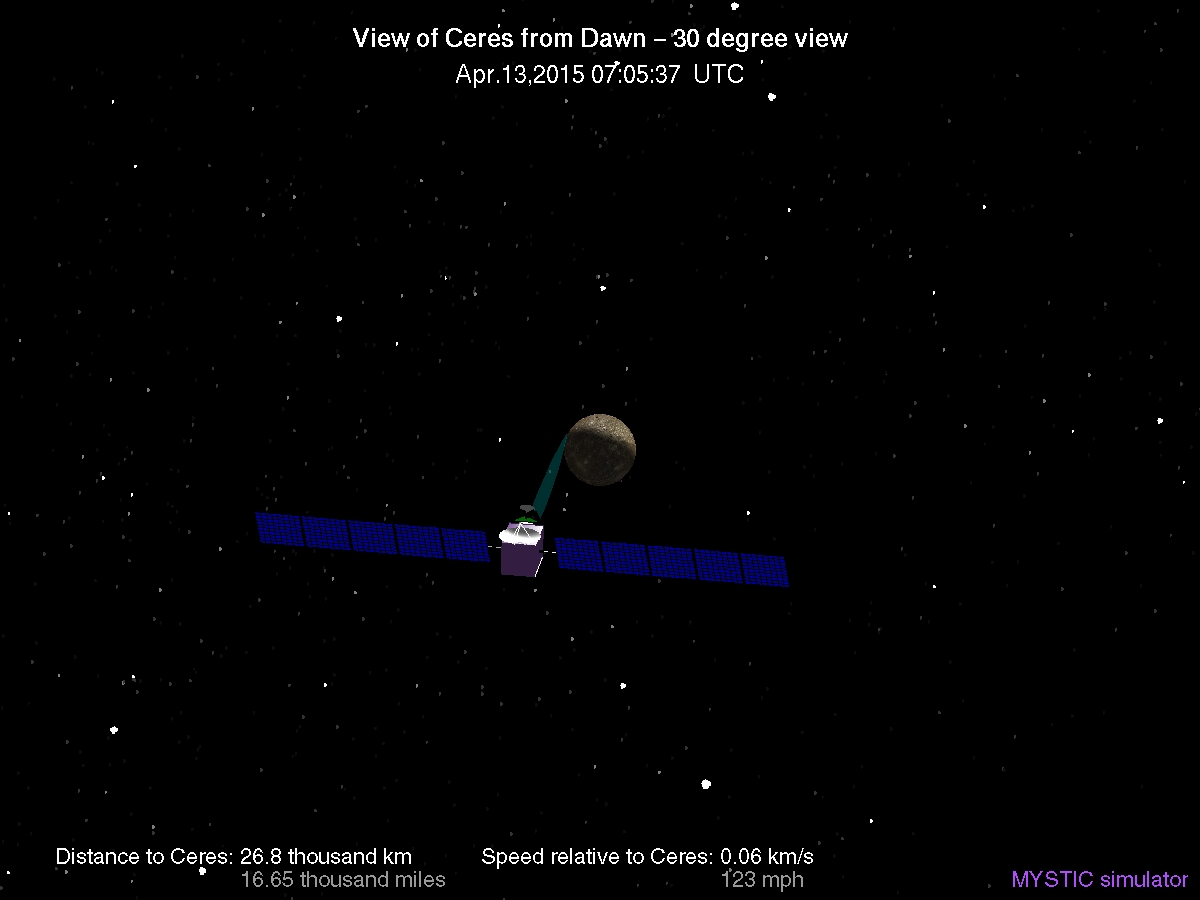 View of Ceres from Dawn – 30 degree view
Apr.13,2015 07:05:37 UTC
Distance to Ceres: 26.8 thousand km
16.65 thousand miles
Speed relative to Ceres: 0.06 km/s
123 mph
MYSTIC simulator